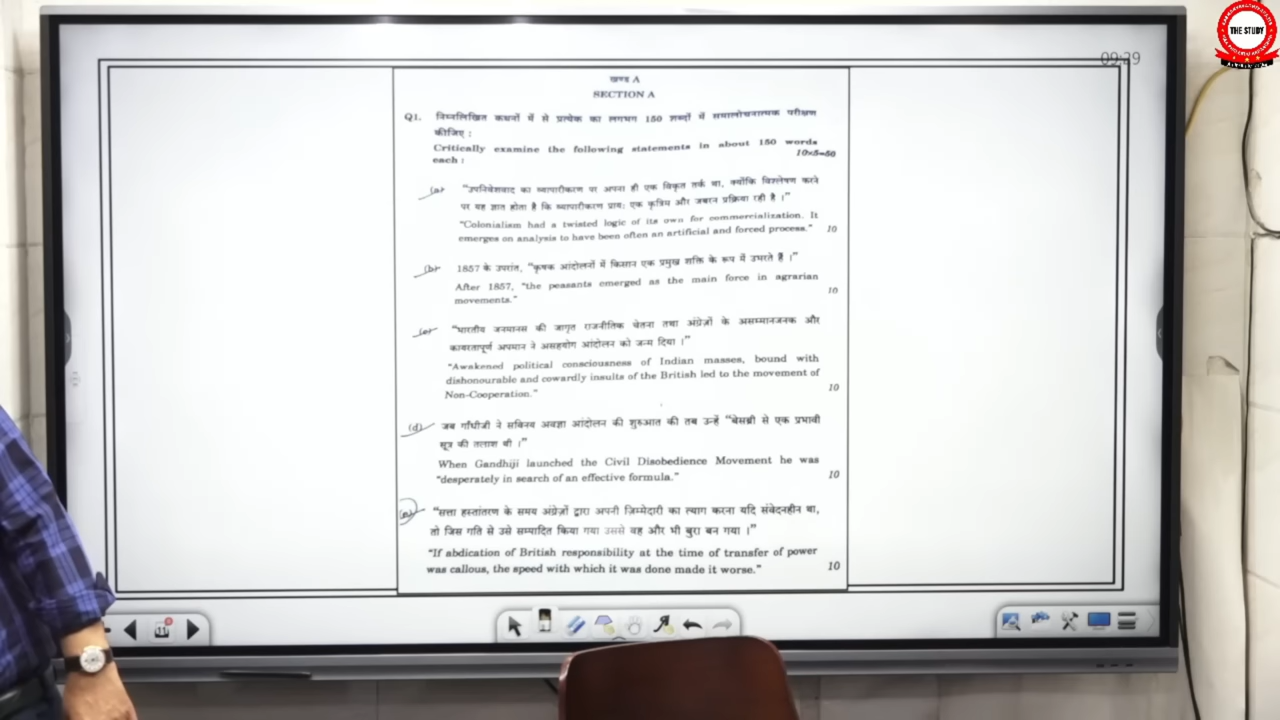 THE STUDY
09:29
खण्ड A
SECTION A
Q1. निम्नलिखित कथनों में से प्रत्येक का लगभग 150 शब्दों में समालोचनात्मक परीक्षण
कीजिए :
Critically examine the following statements in about 150 words
each : 10×5=50
(a) "उपनिवेशवाद का व्यापारीकरण पर अपना ही एक विकृत तर्क था, क्योंकि विश्लेषण करने
पर यह ज्ञात होता है कि व्यापारीकरण प्राय: एक कृत्रिम और जबरन प्रक्रिया रही है ।"
"Colonialism had a twisted logic of its own for commercialization. It
emerges on analysis to have been often an artificial and forced process." 10
(b) 1857 के उपरांत, "कृषक आंदोलनों में किसान एक प्रमुख शक्ति के रूप में उभरते हैं ।"
After 1857, "the peasants emerged as the main force in agrarian
movements." 10
"भारतीय जनमानस की जागृत राजनीतिक चेतना तथा अंग्रेज़ों के असम्मानजनक और
कायरतापूर्ण अपमान ने असहयोग आंदोलन को जन्म दिया ।"
"Awakened political consciousness of Indian masses, bound with
dishonourable and cowardly insults of the British led to the movement of
Non-Cooperation." 10
(d) जब गाँधीजी ने सविनय अवज्ञा आंदोलन की शुरुआत की तब उन्हें "बेसब्री से एक प्रभावी
सूत्र की तलाश थी ।"
When Gandhiji launched the Civil Disobedience Movement he was
"desperately in search of an effective formula." 10
"सत्ता हस्तांतरण के समय अंग्रेज़ों द्वारा अपनी ज़िम्मेदारी का त्याग करना यदि संवेदनहीन था,
तो जिस गति से उसे सम्पादित किया गया उससे वह और भी बुरा बन गया ।"
"If abdication of British responsibility at the time of transfer of power
was callous, the speed with which it was done made it worse." 10
11